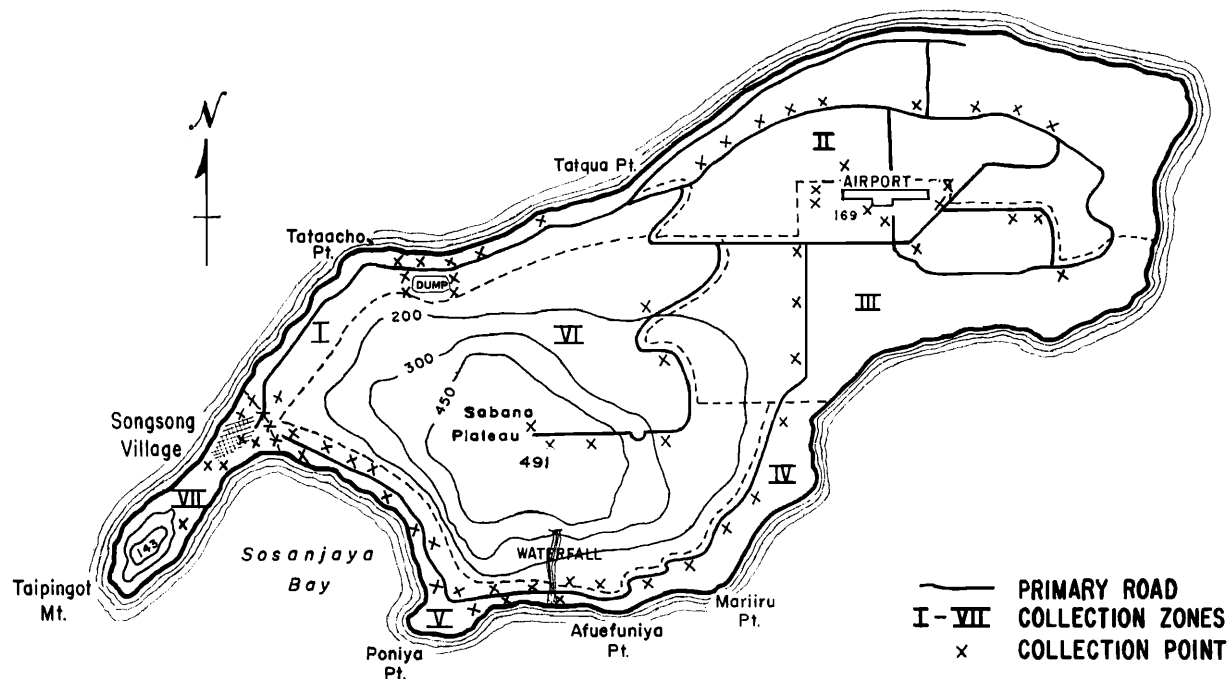 N
Tatqua Pt.
II
AIRPORT
169
Tataacho
Pt.
DUMP
I
200
VI
III
300
450
Sabana
Plateau
491
Songsong
Village
IV
VII
143
Sosanjaya
Bay
WATERFALL
Taipingot
Mt.
V
Mariiru
Pt.
Afuefuniya
Pt.
Poniya
Pt.
PRIMARY ROAD
I-VII COLLECTION ZONES
x COLLECTION POINT